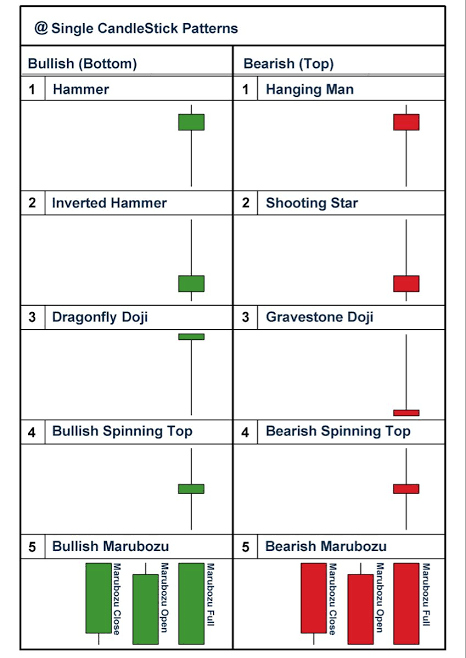 @ Single CandleStick Patterns
Bullish (Bottom)
Bearish (Top)
1 Hammer
1 Hanging Man
2 Inverted Hammer
2 Shooting Star
3 Dragonfly Doji
3 Gravestone Doji
4 Bullish Spinning Top
4 Bearish Spinning Top
5 Bullish Marubozu
5 Bearish Marubozu
Marubozu Close
Marubozu Open
Marubozu Full
Marubozu Close
Marubozu Open
Marubozu Full